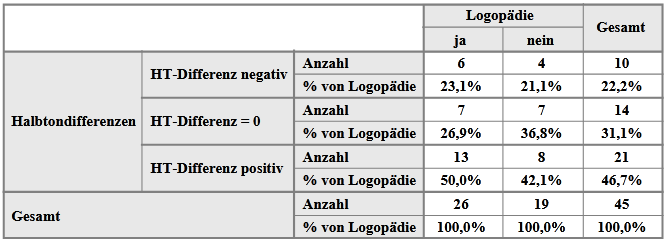 Logopädie Gesamt
ja nein
Halbtondifferenzen HT-Differenz negativ Anzahl 6 4 10
% von Logopädie 23,1% 21,1% 22,2%
HT-Differenz = 0 Anzahl 7 7 14
% von Logopädie 26,9% 36,8% 31,1%
HT-Differenz positiv Anzahl 13 8 21
% von Logopädie 50,0% 42,1% 46,7%
Gesamt Anzahl 26 19 45
% von Logopädie 100,0% 100,0% 100,0%